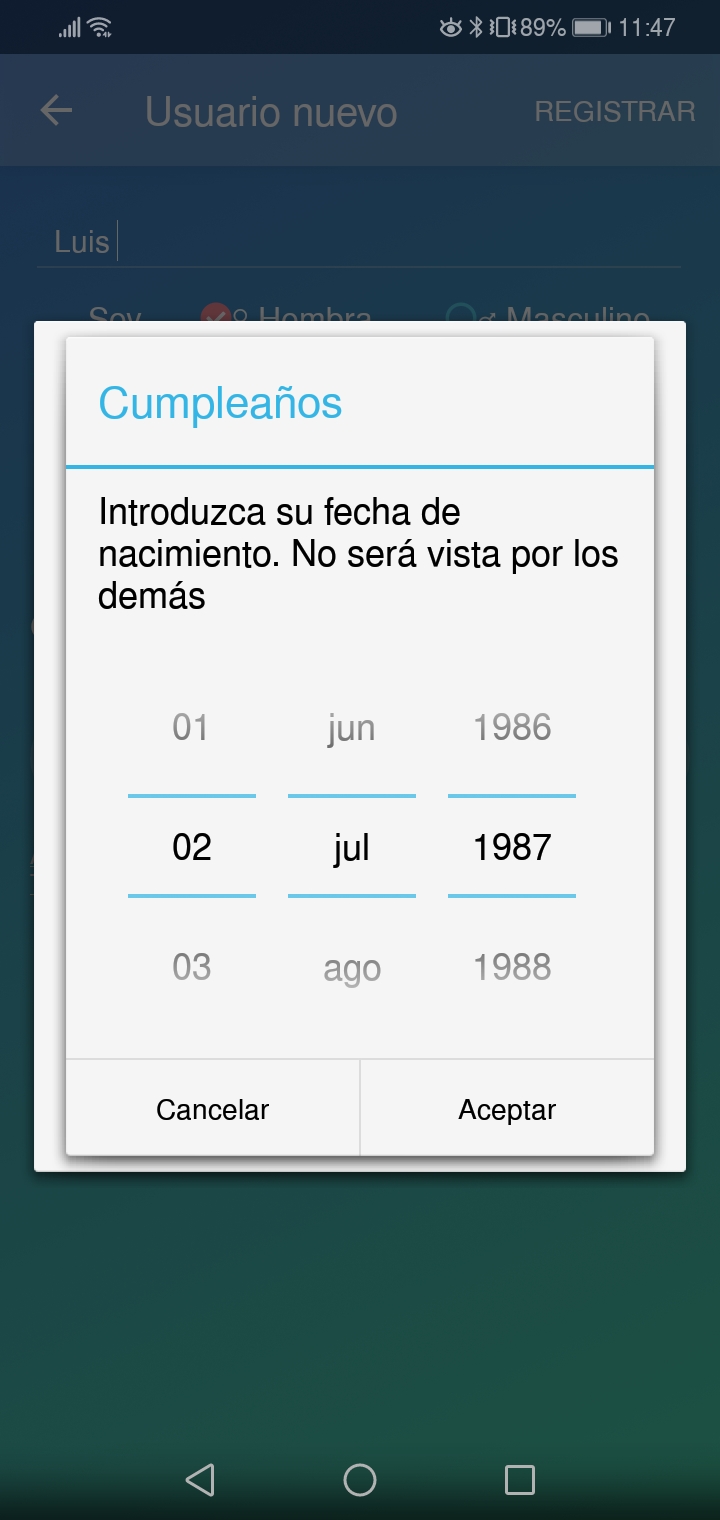 89% 11:47
Usuario nuevo REGISTRAR
Luis
Soy Hembra Masculino
Cumpleaños
Introduzca su fecha de
nacimiento. No será vista por los
demás
01 jun 1986
02 jul 1987
03 ago 1988
Cancelar Aceptar